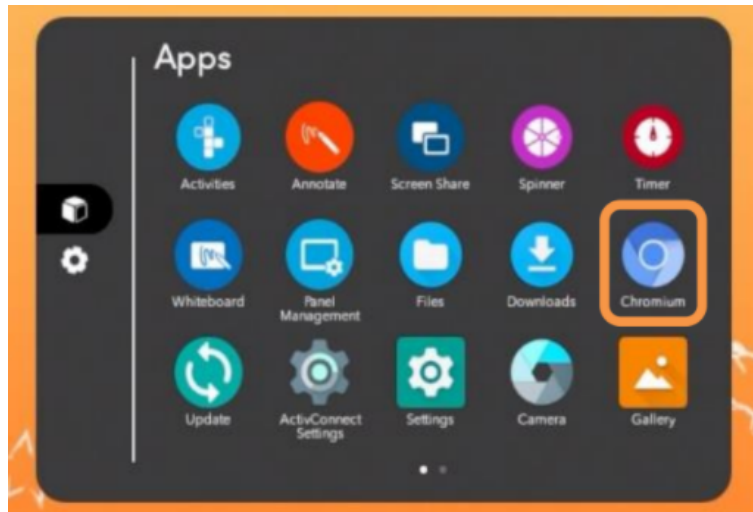 Apps
Activities
Annotate
Screen Share
Spinner
Timer
Whiteboard
Panel
Management
Files
Downloads
Chromium
Update
ActivConnect
Settings
Settings
Camera
Gallery